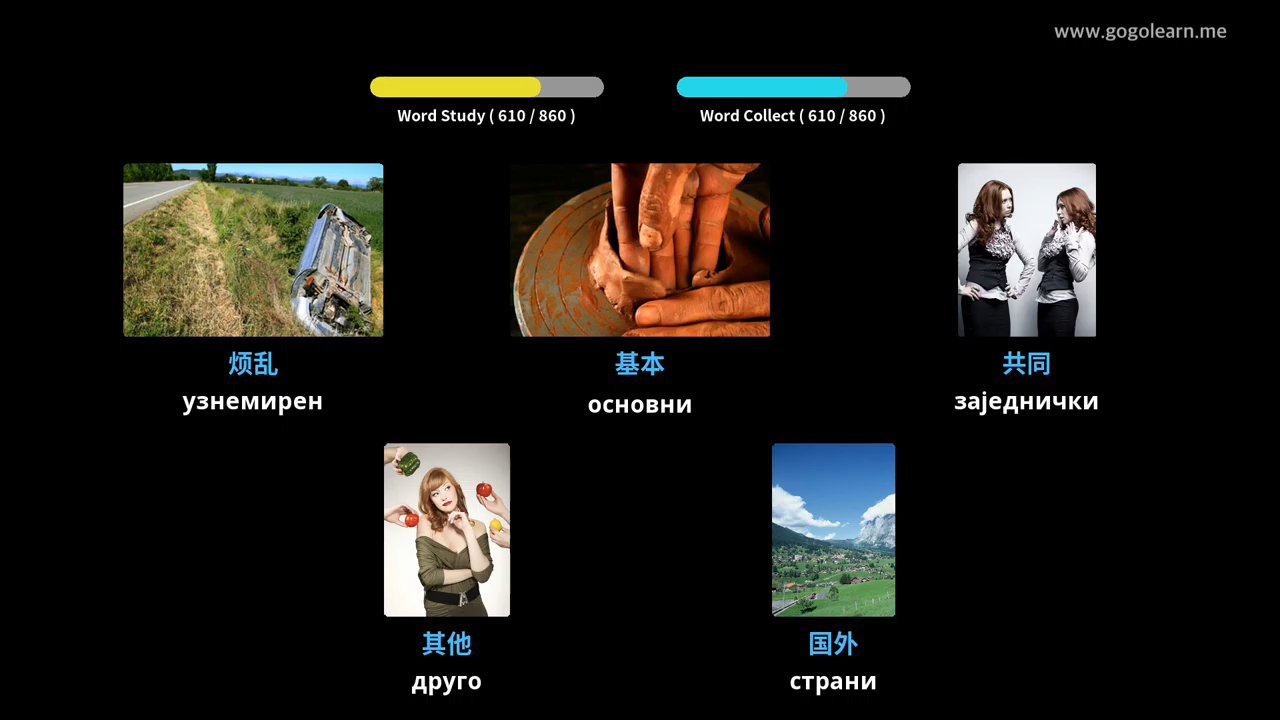 www.gogolearn.me
Word Study ( 610 / 860 )
Word Collect ( 610 / 860 )
烦乱
基本
共同
узнемирен
основни
заједнички
其他
国外
друго
страни